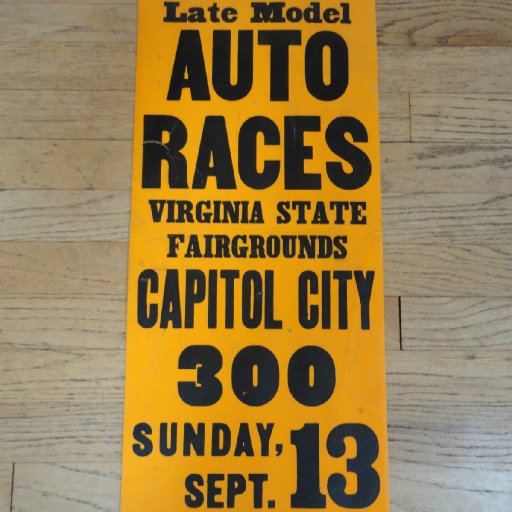 Late Model
AUTO
RACES
VIRGINIA STATE
FAIRGROUNDS
CAPITOL CITY
300
SUNDAY, 13
SEPT.